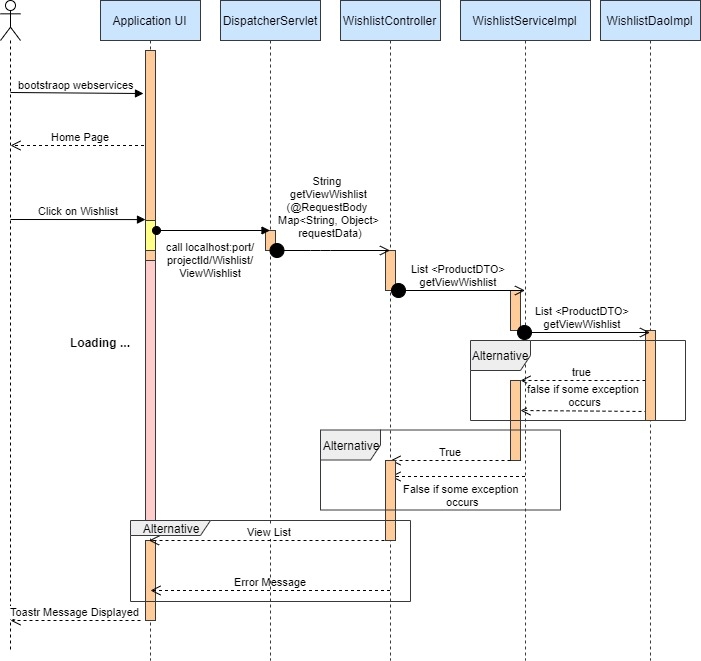 Application UI
DispatcherServlet
WishlistController
WishlistServiceImpl
WishlistDaoImpl
bootstraop webservices
Home Page
Click on Wishlist
call localhost:port/
projectId/Wishlist/
ViewWishlist
String
getViewWishlist
(@RequestBody
Map<String, Object>
requestData)
List <ProductDTO>
getViewWishlist
List <ProductDTO>
getViewWishlist
Loading ...
Alternative
true
false if some exception
occurs
Alternative
True
False if some exception
occurs
Alternative
View List
Error Message
Toastr Message Displayed